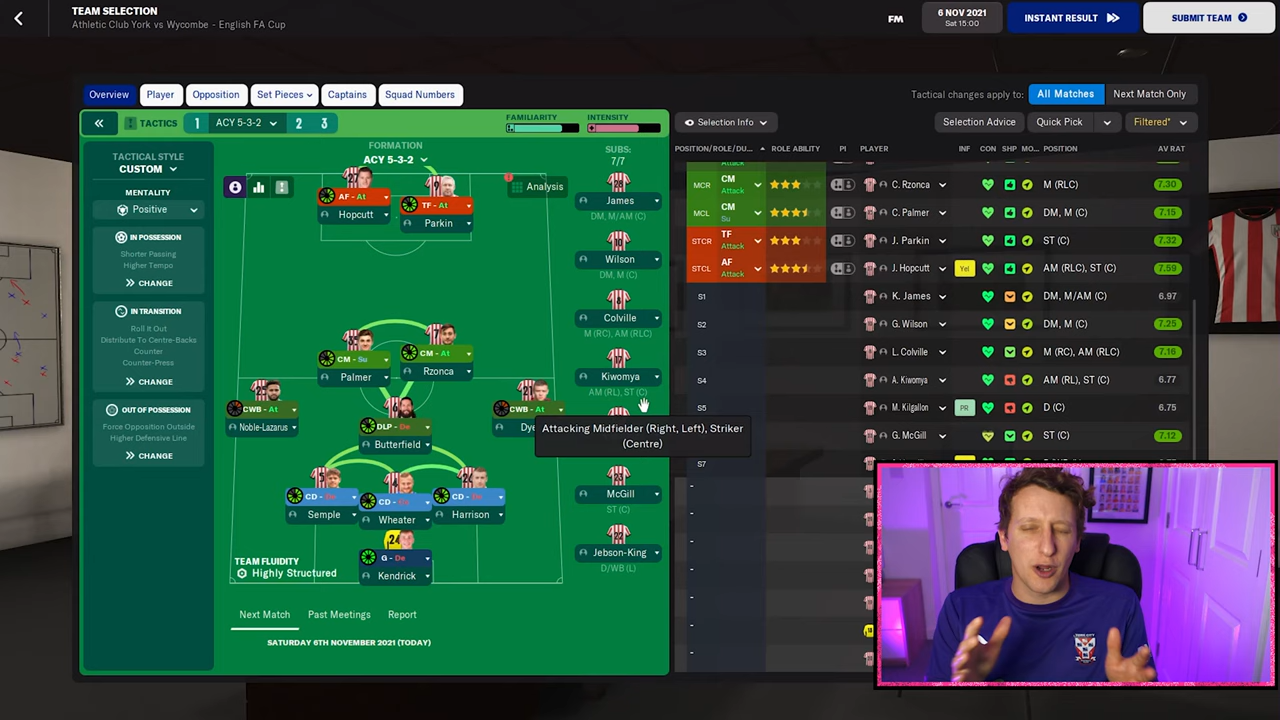 TEAM SELECTION
Athletic Club York vs Wycombe - English FA Cup
FM
6 NOV 2021
Sat 15:00
INSTANT RESULT
SUBMIT TEAM
Overview
Player
Opposition
Set Pieces
Captains
Squad Numbers
Tactical changes apply to:
All Matches
Next Match Only
TACTICS
1
ACY 5-3-2
2
3
FAMILIARITY
INTENSITY
Selection Info
Selection Advice
Quick Pick
Filtered*
TACTICAL STYLE
CUSTOM
MENTALITY
Positive
IN POSSESSION
Shorter Passing
Higher Tempo
CHANGE
IN TRANSITION
Roll It Out
Distribute To Centre-Backs
Counter
Counter-Press
CHANGE
OUT OF POSSESSION
Force Opposition Outside
Higher Defensive Line
CHANGE
FORMATION
ACY 5-3-2
Analysis
AF - At
Hopcutt
TF - At
Parkin
CM - Su
Palmer
CM - At
Rzonca
CWB - At
Noble-Lazarus
DLP - De
Butterfield
CWB - At
CD - De
Semple
CD - De
Wheater
CD - De
Harrison
24
G - De
Kendrick
TEAM FLUIDITY
Highly Structured
SUBS:
7/7
James
DM, M/AM (C)
Wilson
DM, M (C)
Colville
M (RC), AM (RLC)
Kiwomya
AM (RL), ST (C)
Attacking Midfielder (Right, Left), Striker
(Centre)
McGill
ST (C)
Jebson-King
D/WB (L)
Next Match
Past Meetings
Report
SATURDAY 6TH NOVEMBER 2021 (TODAY)
POSITION/ROLE/DU...
ROLE ABILITY
PI
PLAYER
INF
CON
SHP
MO...
POSITION
AV RAT
Attack
MCR
CM
Attack
C. Rzonca
M (RLC)
7.30
MCL
CM
Su
C. Palmer
DM, M (C)
7.15
STCR
TF
Attack
J. Parkin
ST (C)
7.32
STCL
AF
Attack
J. Hopcutt
Yel
AM (RLC), ST (C)
7.59
S1
K. James
DM, M/AM (C)
6.97
S2
G. Wilson
DM, M (C)
7.25
S3
L. Colville
M (RC), AM (RLC)
7.16
S4
A. Kiwomya
AM (RL), ST (C)
6.77
S5
M. Kilgallon
PR
D (C)
6.75
G. McGill
ST (C)
7.12
S7